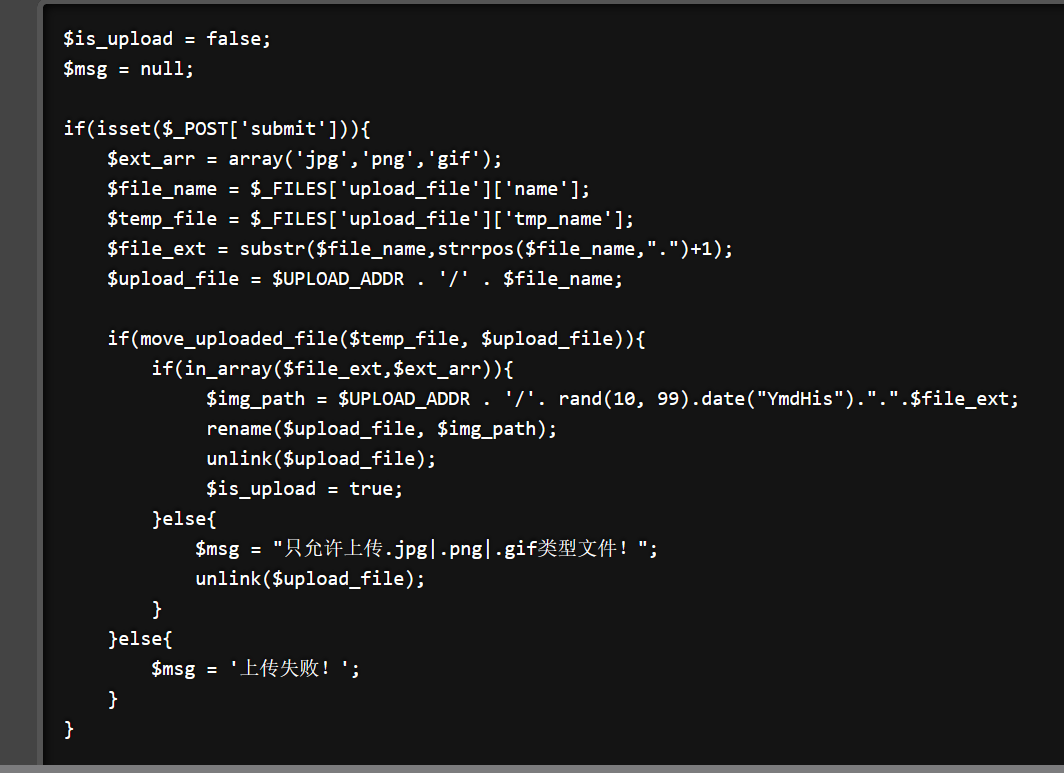 $is_upload = false;
$msg = null;
if(isset($_POST['submit'])){
$ext_arr = array('jpg','png','gif');
$file_name = $_FILES['upload_file']['name'];
$temp_file = $_FILES['upload_file']['tmp_name'];
$file_ext = substr($file_name,strrpos($file_name,".")+1);
$upload_file = $UPLOAD_ADDR . '/' . $file_name;
if(move_uploaded_file($temp_file, $upload_file)){
if(in_array($file_ext,$ext_arr)){
$img_path = $UPLOAD_ADDR . '/'. rand(10, 99).date("YmdHis").".".$file_ext;
rename($upload_file, $img_path);
unlink($upload_file);
$is_upload = true;
}else{
$msg = "只允许上传.jpg|.png|.gif类型文件！";
unlink($upload_file);
}
}else{
$msg = '上传失败！';
}
}